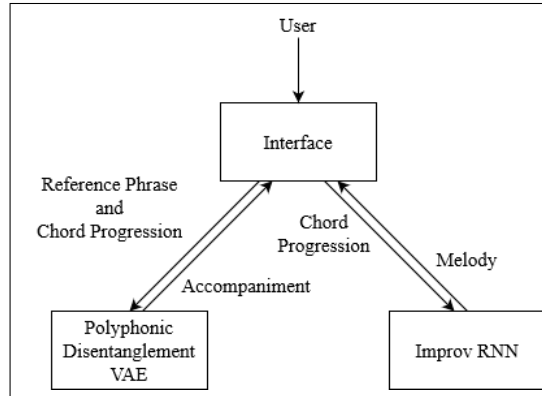 User
Interface
Reference Phrase
and
Chord Progression
Chord
Progression
Melody
Accompaniment
Polyphonic
Disentanglement
VAE
Improv RNN